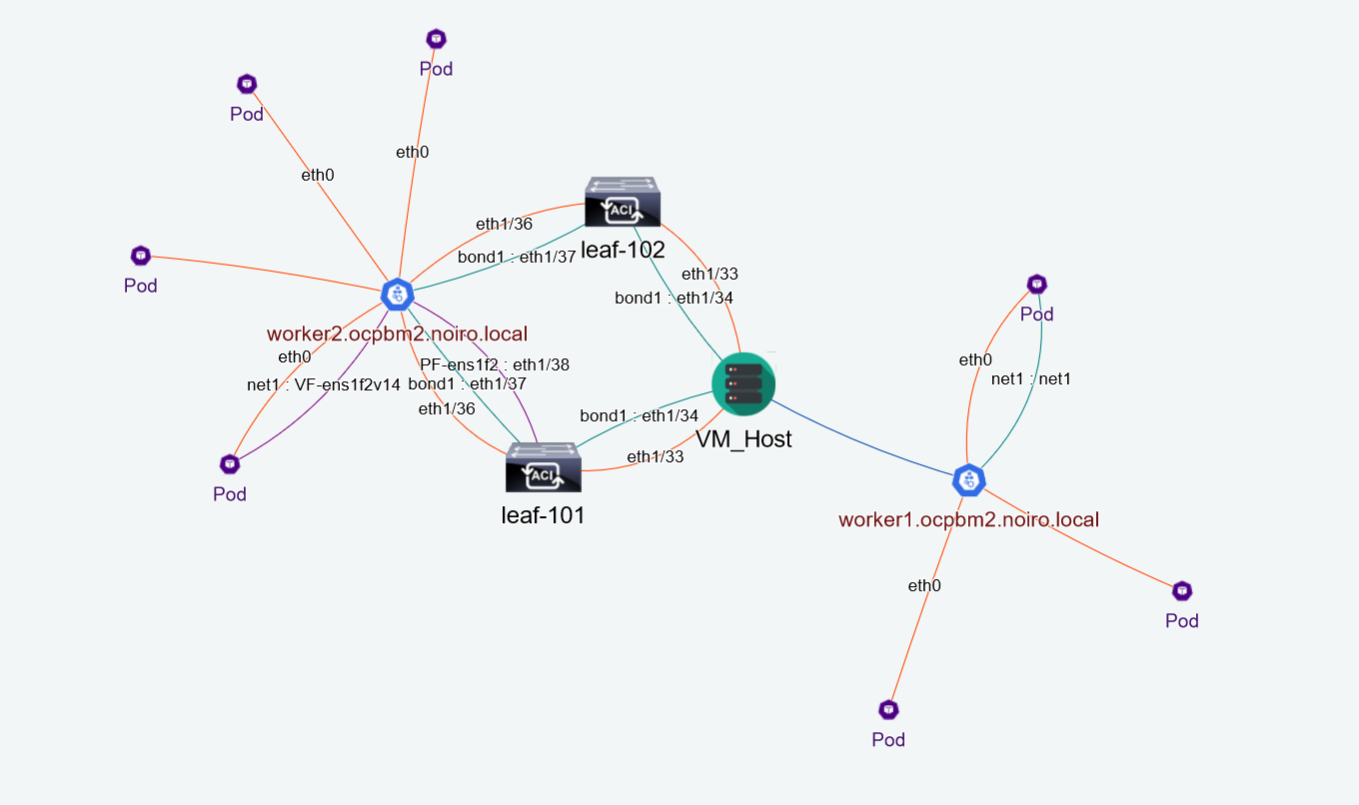 Pod
Pod
eth0
eth0
ACI
eth1/36
leaf-102
bond1 : eth1/37
Pod
eth1/33
bond1 : eth1/34
Pod
worker2.ocpbm2.noiro.local
eth0
PF-ens1f2 : eth1/38
net1 : VF-ens1f2v14
bond1 : eth1/37
eth0
net1 : net1
eth1/36
bond1 : eth1/34
VM_Host
eth1/33
ACI
Pod
leaf-101
worker1.ocpbm2.noiro.local
eth0
Pod
Pod